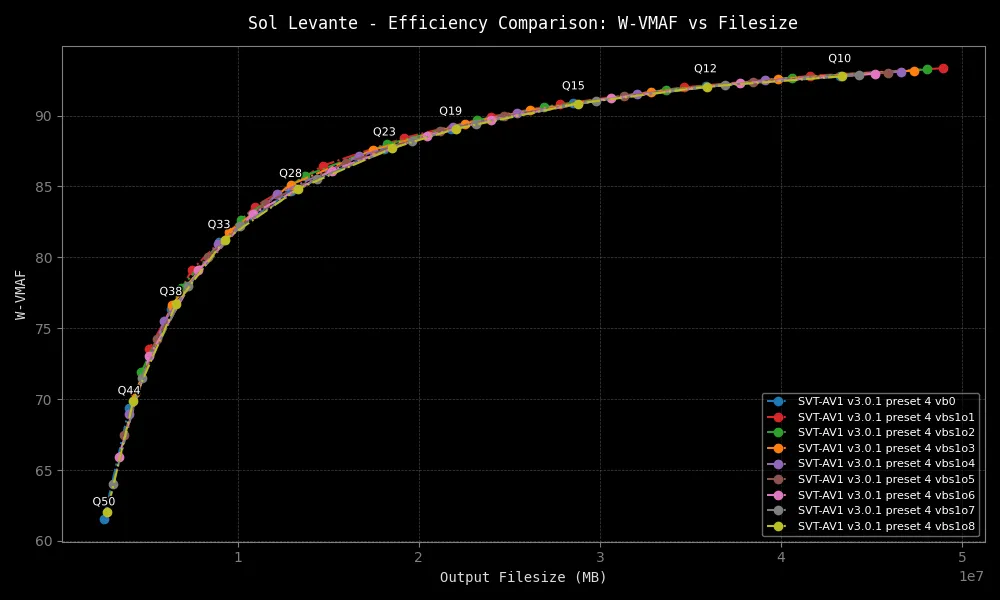 Sol Levante - Efficiency Comparison: W-VMAF vs Filesize
Q10
Q12
Q15
Q19
Q23
Q28
Q33
Q38
Q44
Q50
90
85
80
75
70
65
60
W-VMAF
SVT-AV1 v3.0.1 preset 4 vb0
SVT-AV1 v3.0.1 preset 4 vbs1o1
SVT-AV1 v3.0.1 preset 4 vbs1o2
SVT-AV1 v3.0.1 preset 4 vbs1o3
SVT-AV1 v3.0.1 preset 4 vbs1o4
SVT-AV1 v3.0.1 preset 4 vbs1o5
SVT-AV1 v3.0.1 preset 4 vbs1o6
SVT-AV1 v3.0.1 preset 4 vbs1o7
SVT-AV1 v3.0.1 preset 4 vbs1o8
1 2 3 4 5
1e7
Output Filesize (MB)